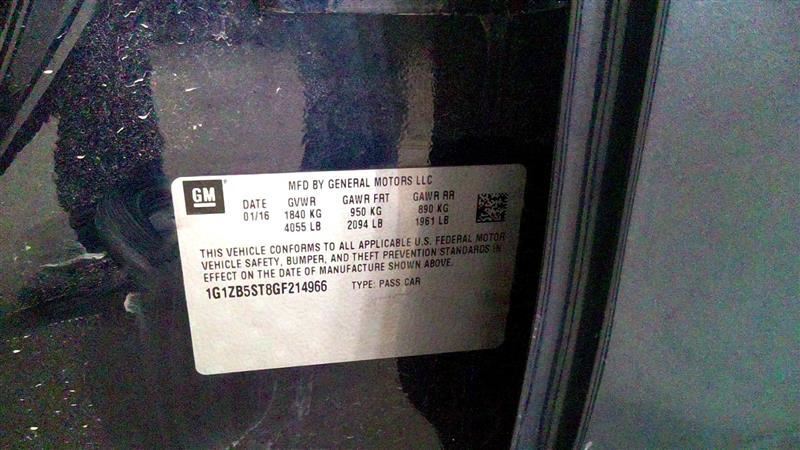 GM
MFD BY GENERAL MOTORS LLC
DATE GVWR GAWR FRT GAWR RR
01/16 1840 KG 950 KG 890 KG
4055 LB 2094 LB 1961 LB
THIS VEHICLE CONFORMS TO ALL APPLICABLE U.S. FEDERAL MOTOR
VEHICLE SAFETY, BUMPER, AND THEFT PREVENTION STANDARDS IN
EFFECT ON THE DATE OF MANUFACTURE SHOWN ABOVE.
1G1ZB5ST8GF214966 TYPE: PASS CAR